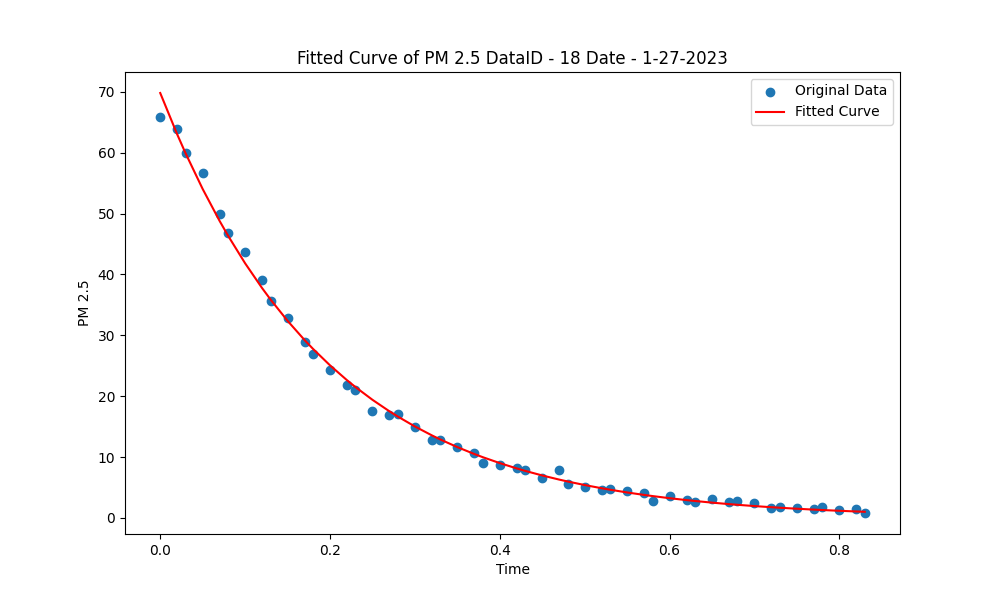 Fitted Curve of PM 2.5 DataID - 18 Date - 1-27-2023
Original Data
Fitted Curve
PM 2.5
70
60
50
40
30
20
10
0
0.0 0.2 0.4 0.6 0.8
Time